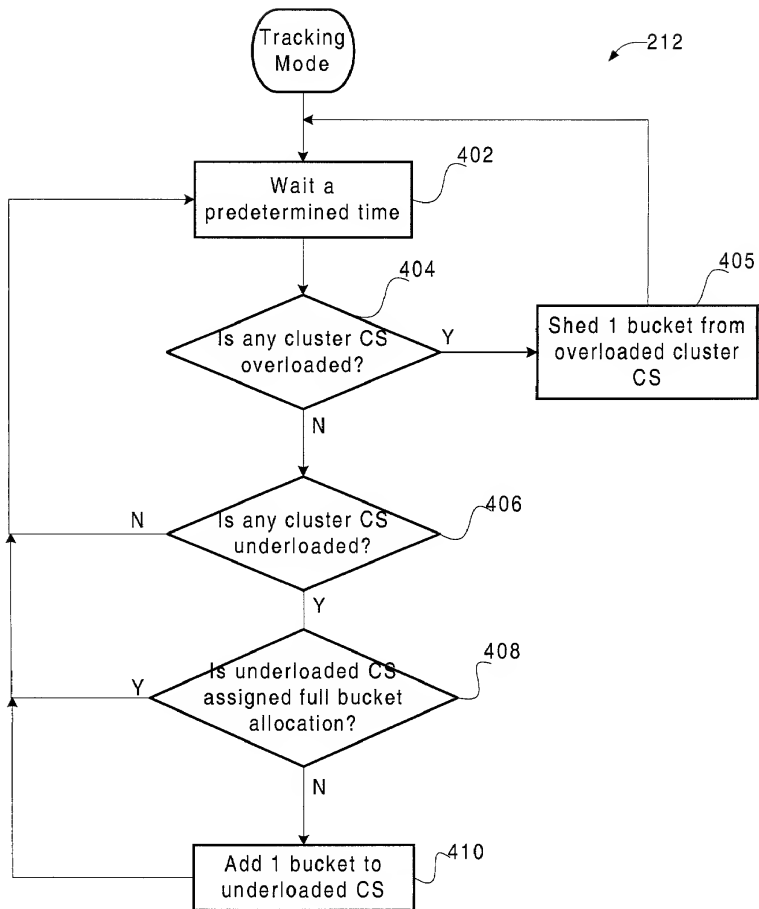 Tracking
Mode
212
402
Wait a
predetermined time
404
405
Is any cluster CS
overloaded?
Y
Shed 1 bucket from
overloaded cluster
CS
N
406
Is any cluster CS
underloaded?
N
Y
408
Is underloaded CS
assigned full bucket
allocation?
Y
N
Add 1 bucket to
underloaded CS
410